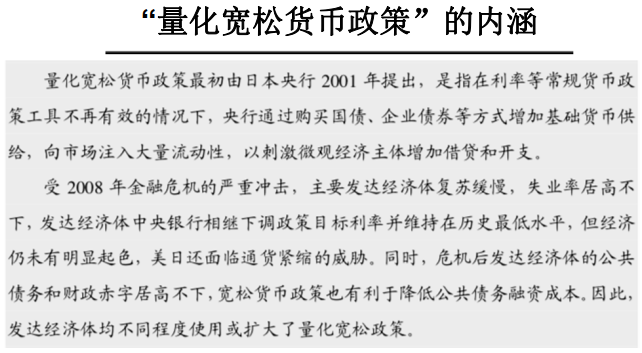 “量化宽松货币政策”的内涵
量化宽松货币政策最初由日本央行 2001 年提出，是指在利率等常规货币政
策工具不再有效的情况下，央行通过购买国债、企业债券等方式增加基础货币供
给，向市场注入大量流动性，以刺激微观经济主体增加借贷和开支。
受 2008 年金融危机的严重冲击，主要发达经济体复苏缓慢，失业率居高不
下，发达经济体中央银行相继下调政策目标利率并维持在历史最低水平，但经济
仍未有明显起色，美日还面临通货紧缩的威胁。同时，危机后发达经济体的公共
债务和财政赤字居高不下，宽松货币政策也有利于降低公共债务融资成本。因此，
发达经济体均不同程度使用或扩大了量化宽松政策。